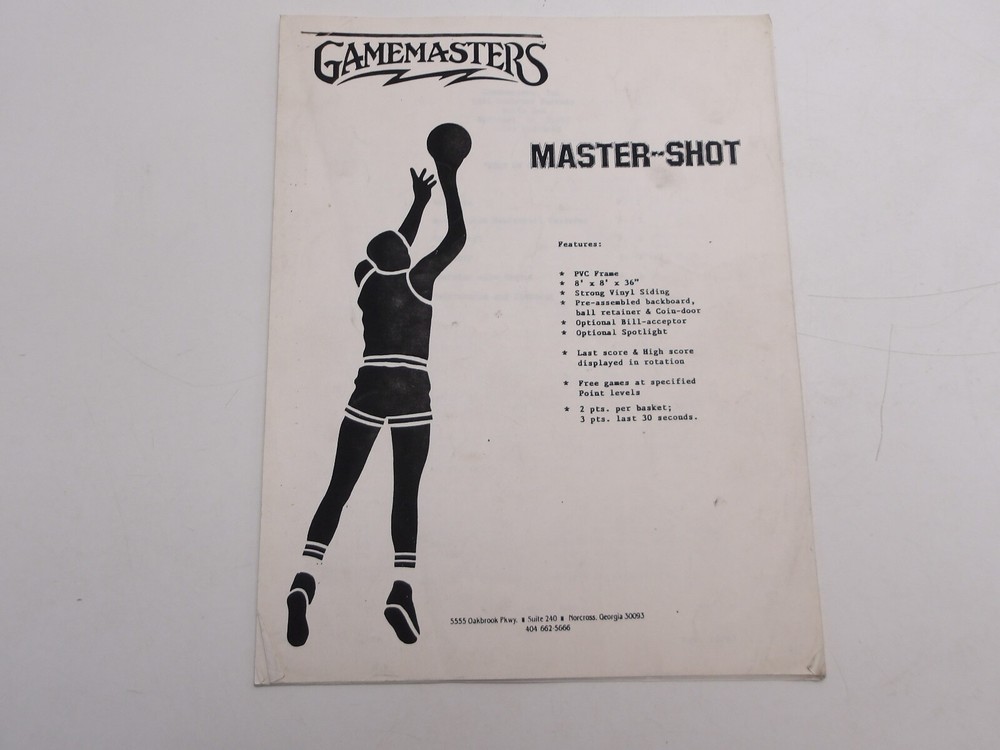 GAMEMASTERS
MASTER~SHOT
Features:
* PVC Frame
* 8' x 8' x 36"
* Strong Vinyl Siding
* Pre-assembled backboard,
ball retainer & Coin-door
* Optional Bill-acceptor
* Optional Spotlight
* Last score & High score
displayed in rotation
* Free games at specified
Point levels
* 2 pts. per basket;
3 pts. last 30 seconds.
5555 Oakbrook Pkwy. ▪ Suite 240 ▪ Norcross, Georgia 30093
404 662-5666